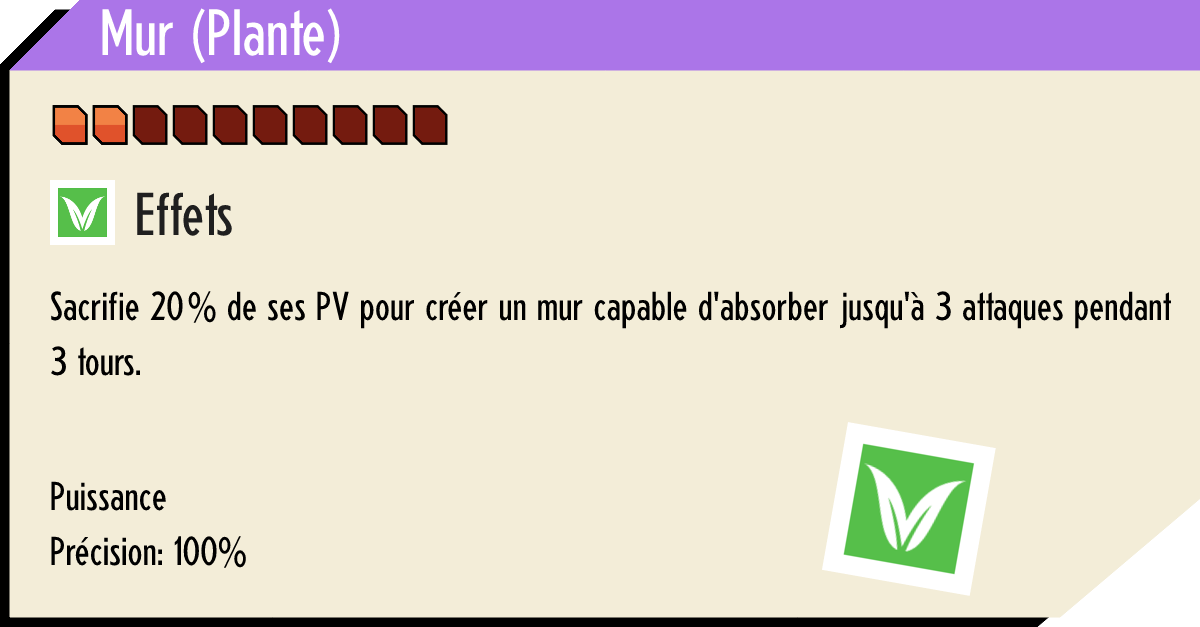 Mur (Plante)
Effets
Sacrifie 20% de ses PV pour créer un mur capable d'absorber jusqu'à 3 attaques pendant
3 tours.
Puissance
Précision: 100%